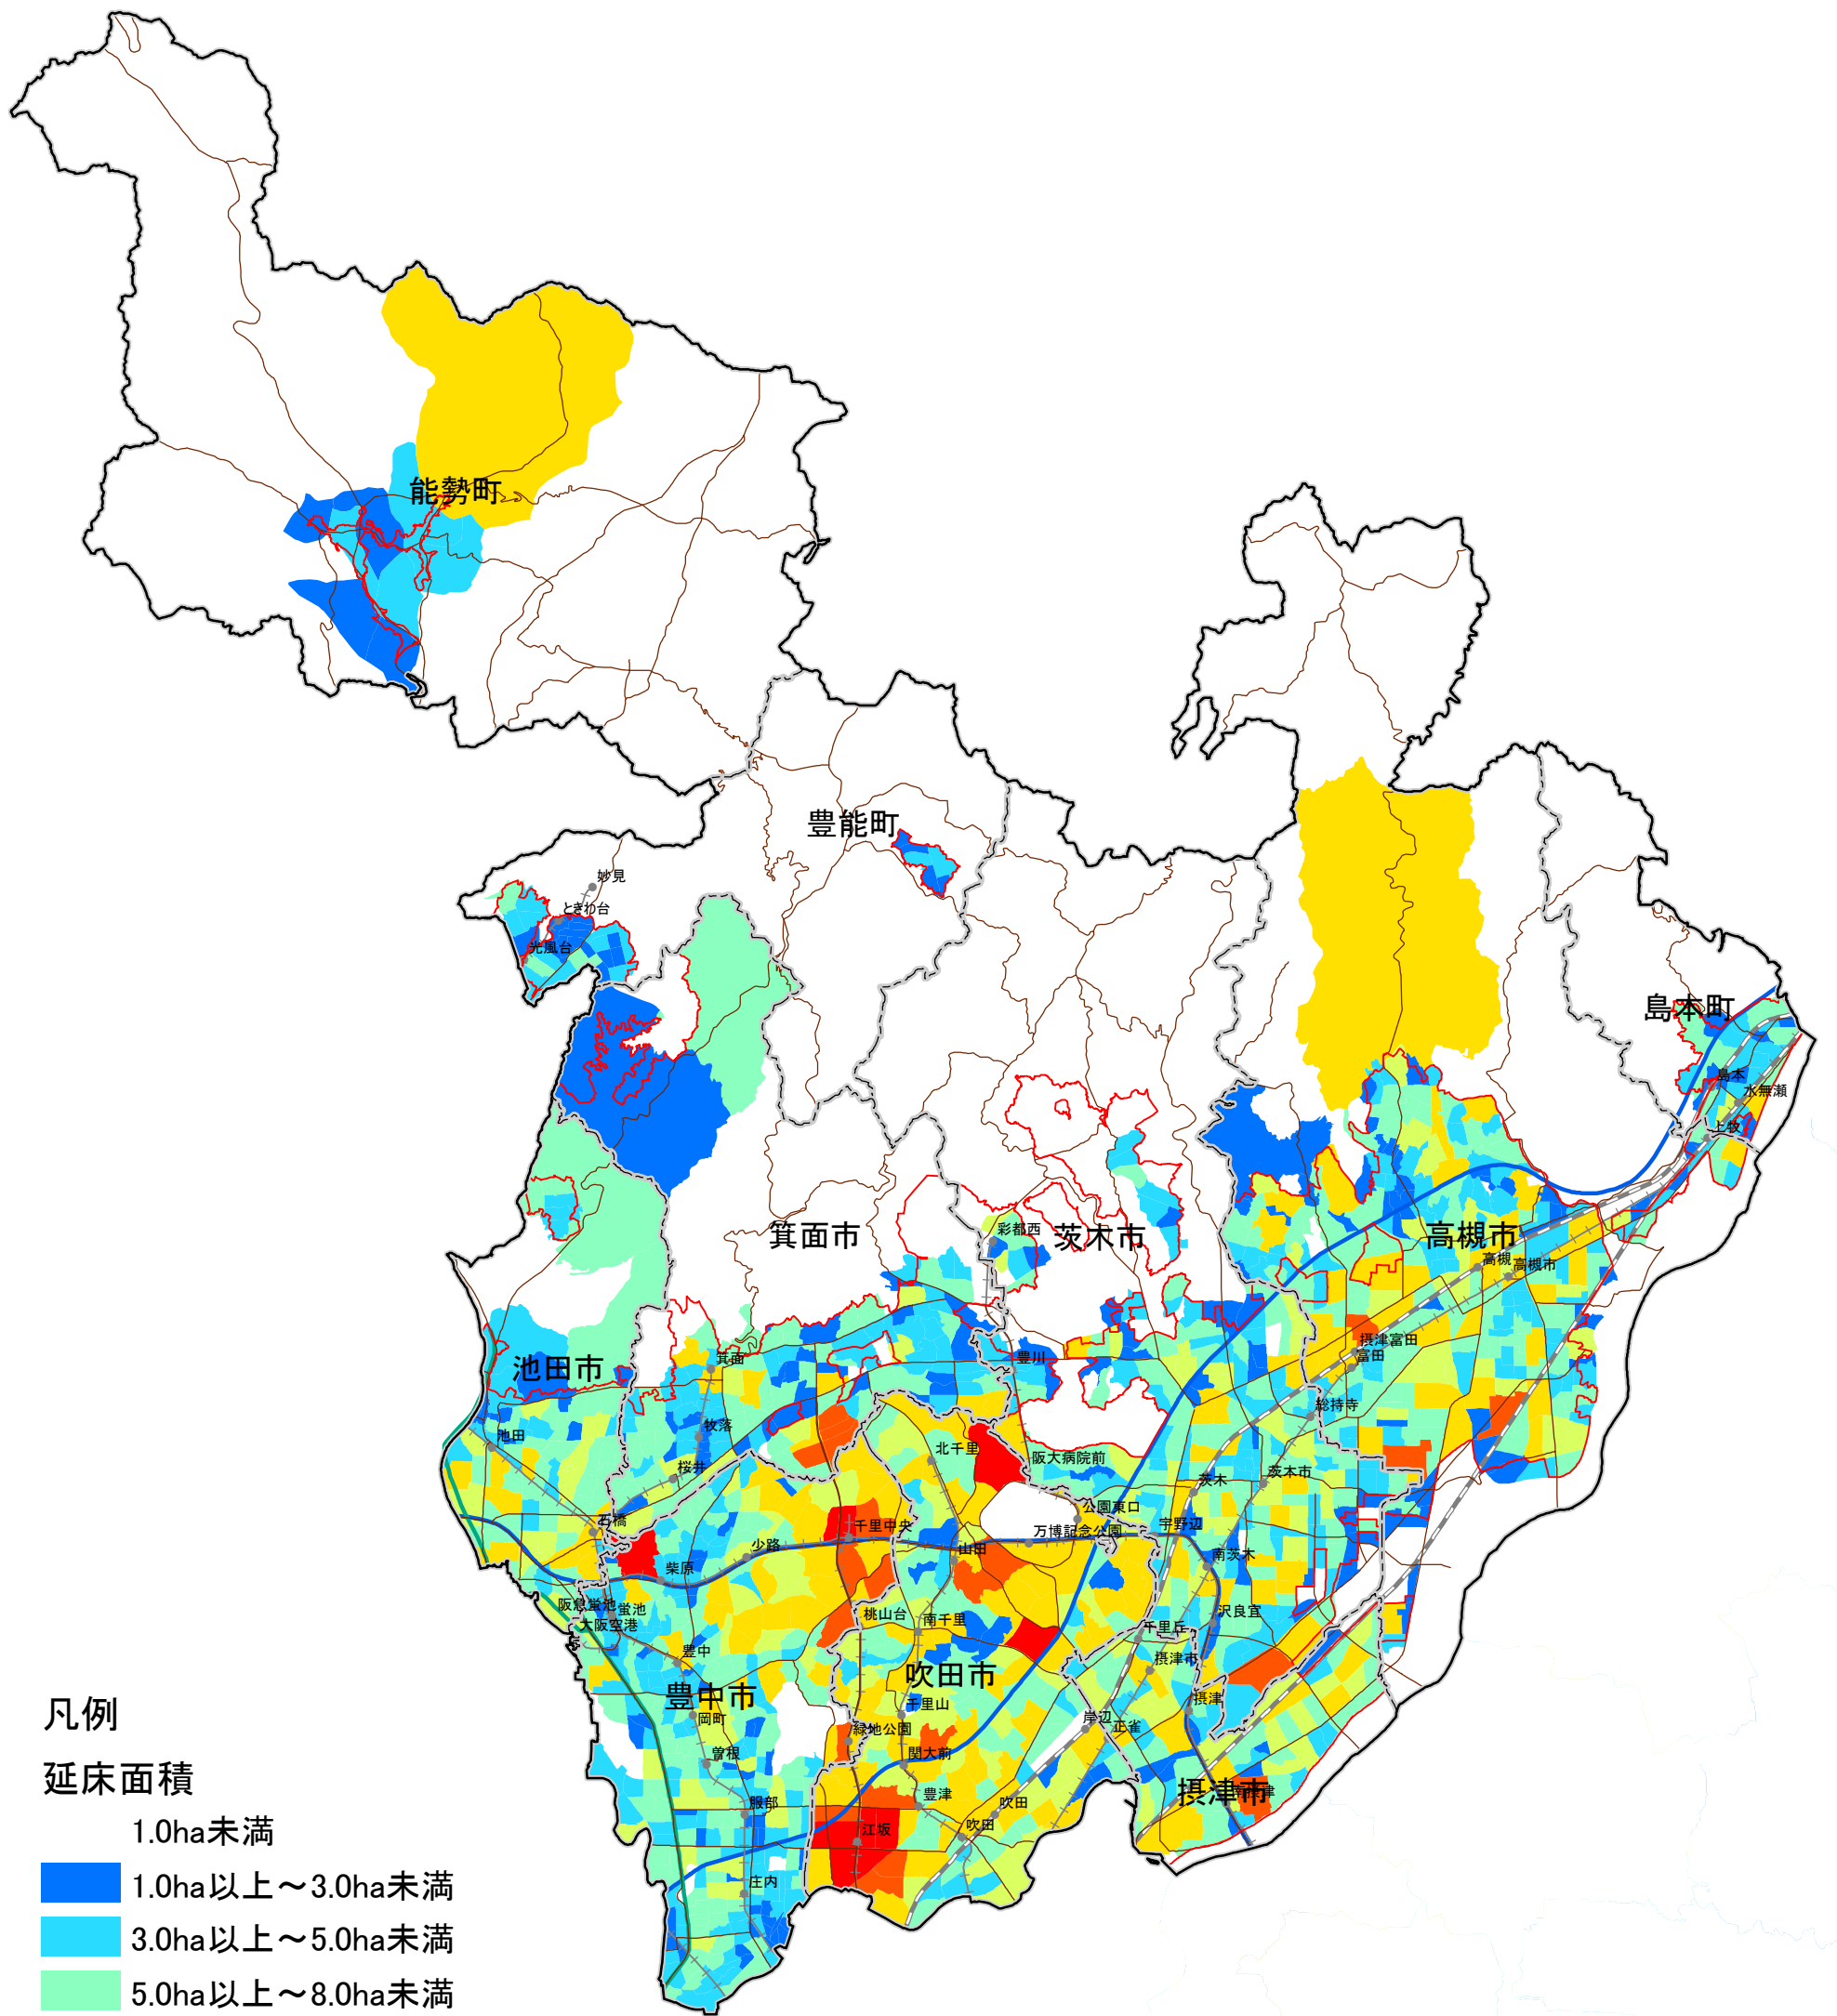 能勢町
豊能町
妙見
ときわ台
光風台
島本町
島本
水無瀬
上牧
箕面市
彩都西
茨木市
高槻市
高槻
高槻市
摂津富田
富田
豊川
箕面
池田市
総持寺
牧落
池田
北千里
阪大病院前
桜井
茨木
茨木市
公園東口
石橋
千里中央
万博記念公園
宇野辺
少路
山田
南茨木
柴原
阪急蛍池
蛍池
大阪空港
桃山台
南千里
沢良宜
千里丘
豊中
摂津市
吹田市
豊中市
千里山
摂津
岡町
緑地公園
岸辺
正雀
曽根
関大前
摂津市
南摂津
豊津
服部
吹田
江坂
吹田
庄内
凡例
延床面積
1.0ha未満
1.0ha以上～3.0ha未満
3.0ha以上～5.0ha未満
5.0ha以上～8.0ha未満